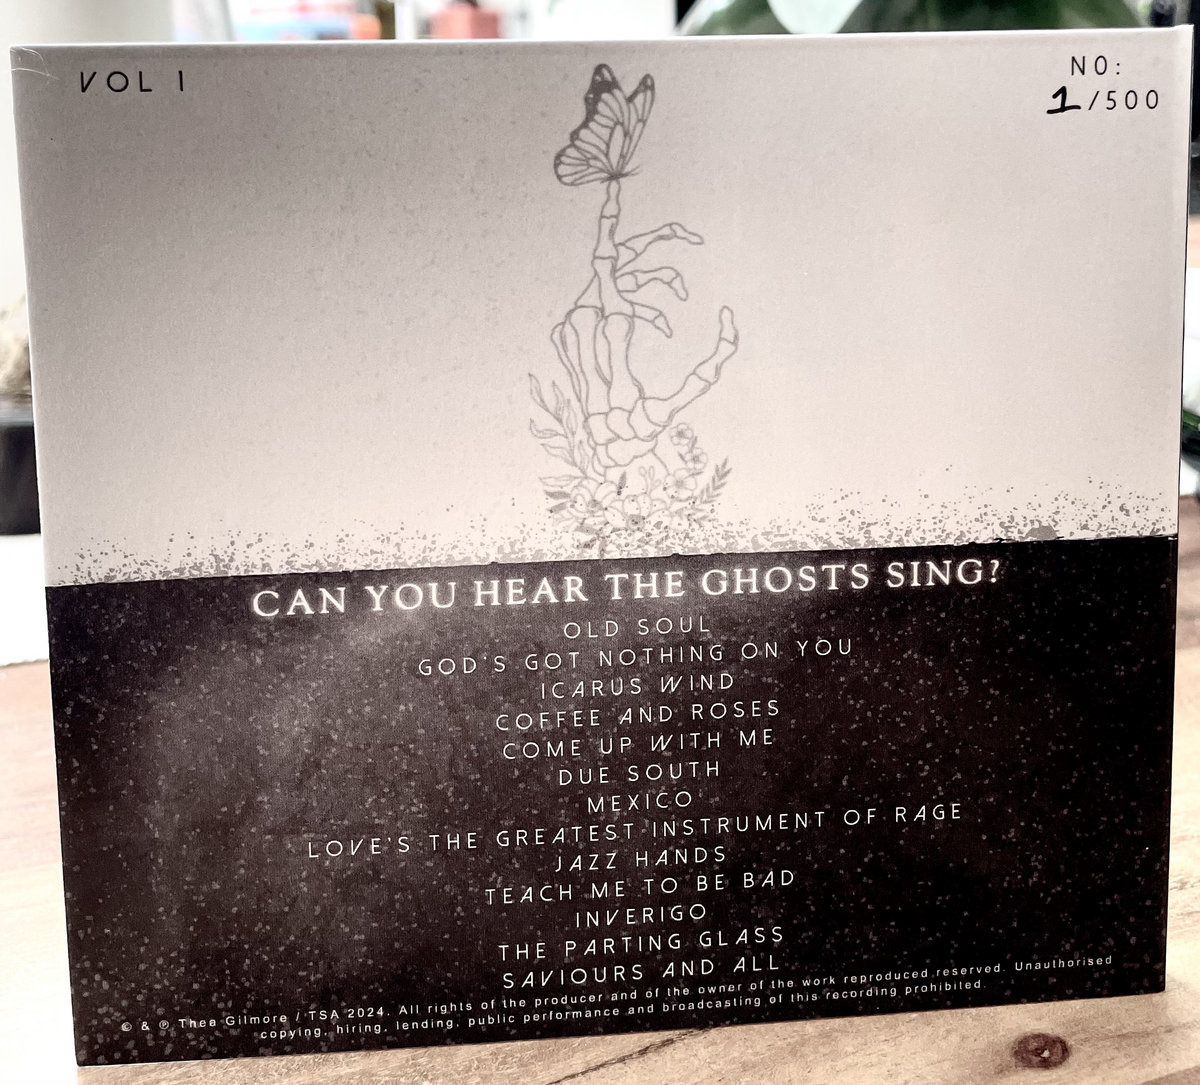 VOL 1
NO:
1/500
CAN YOU HEAR THE GHOSTS SING?
OLD SOUL
GOD'S GOT NOTHING ON YOU
ICARUS WIND
COFFEE AND ROSES
COME UP WITH ME
DUE SOUTH
MEXICO
LOVE'S THE GREATEST INSTRUMENT OF RAGE
JAZZ HANDS
TEACH ME TO BE BAD
INVERIGO
THE PARTING GLASS
SAVIOURS AND ALL
© & ℗ Thea Gilmore / TSA 2024. All rights of the producer and of the owner of the work reproduced reserved. Unauthorised
copying, hiring, lending, public performance and broadcasting of this recording prohibited.